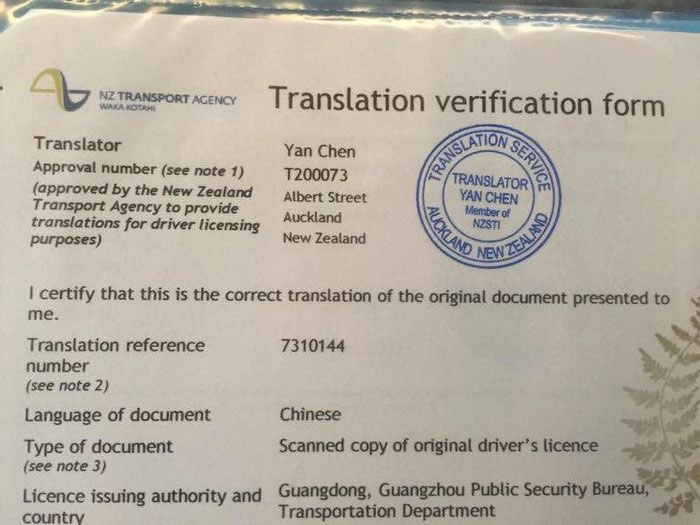 NZ TRANSPORT AGENCY
WAKA KOTAHI
Translation verification form
Translator
Yan Chen
Approval number (see note 1)
T200073
(approved by the New Zealand
Albert Street
Transport Agency to provide
Auckland
translations for driver licensing
New Zealand
purposes)
TRANSLATION SERVICE
TRANSLATOR
YAN CHEN
Member of
NZSTI
AUCKLAND NEW ZEALAND
I certify that this is the correct translation of the original document presented to
me.
Translation reference
7310144
number
(see note 2)
Language of document
Chinese
Type of document
Scanned copy of original driver's licence
(see note 3)
Licence issuing authority and
Guangdong, Guangzhou Public Security Bureau,
country
Transportation Department